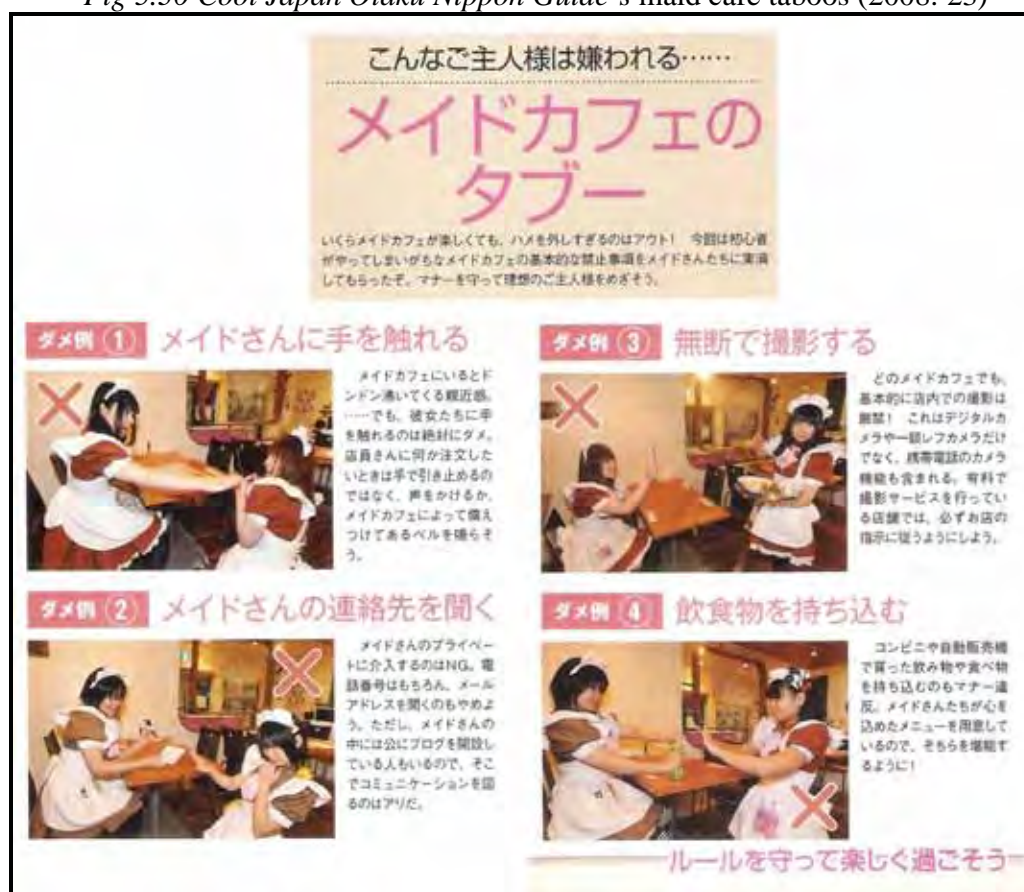 Fig 5.30 Cool Japan Otaku Nippon Guide's maid café taboos (2008: 23)
こんなご主人様は嫌われる……
メイドカフェの
タブー
いくらメイドカフェが楽しくても、ハメを外しすぎるのはアウト! 今回は初心者
がやってしまいがちなメイドカフェの基本的な禁止事項をメイドさんたちに実演
してもらったぞ。マナーを守って理想のご主人様をめざそう。
ダメ例 ① メイドさんに手を触れる
メイドカフェにいるとド
ンドン湧いてくる親近感。
……でも、彼女たちに手
を触れるのは絶対にダメ。
店員さんに何か注文した
いときは手で引き止めるの
ではなく、声をかけるか、
メイドカフェによって備え
つけてあるベルを鳴らそ
う。
ダメ例 ② メイドさんの連絡先を聞く
メイドさんのプライベー
トに介入するのはNG。電
話番号はもちろん、メール
アドレスを聞くのもやめよ
う。ただし、メイドさんの
中には公にブログを開設し
ている人もいるので、そこ
でコミュニケーションを図
るのはアリだ。
ダメ例 ③ 無断で撮影する
どのメイドカフェでも、
基本的に店内での撮影は
厳禁! これはデジタルカ
メラや一眼レフカメラだけ
でなく、携帯電話のカメラ
機能も含まれる。有料で
撮影サービスを行ってい
る店舗では、必ずお店の
指示に従うようにしよう。
ダメ例 ④ 飲食物を持ち込む
コンビニや自動販売機
で買った飲み物や食べ物
を持ち込むのもマナー違
反。メイドさんたちが心を
込めたメニューを用意して
いるので、そちらを堪能す
るように!
ルールを守って楽しく過ごそう